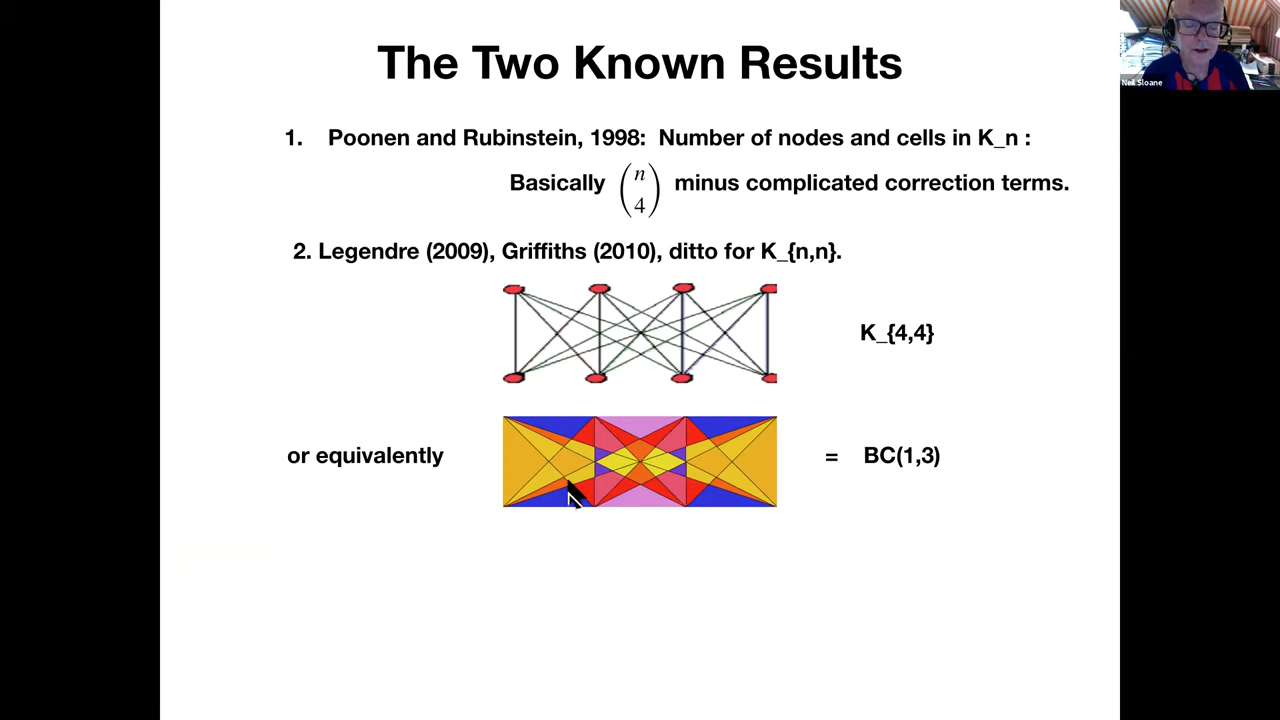 The Two Known Results
Neil Sloane
1. Poonen and Rubinstein, 1998: Number of nodes and cells in K_n :
Basically (n 4) minus complicated correction terms.
2. Legendre (2009), Griffiths (2010), ditto for K_{n,n}.
K_{4,4}
or equivalently = BC(1,3)